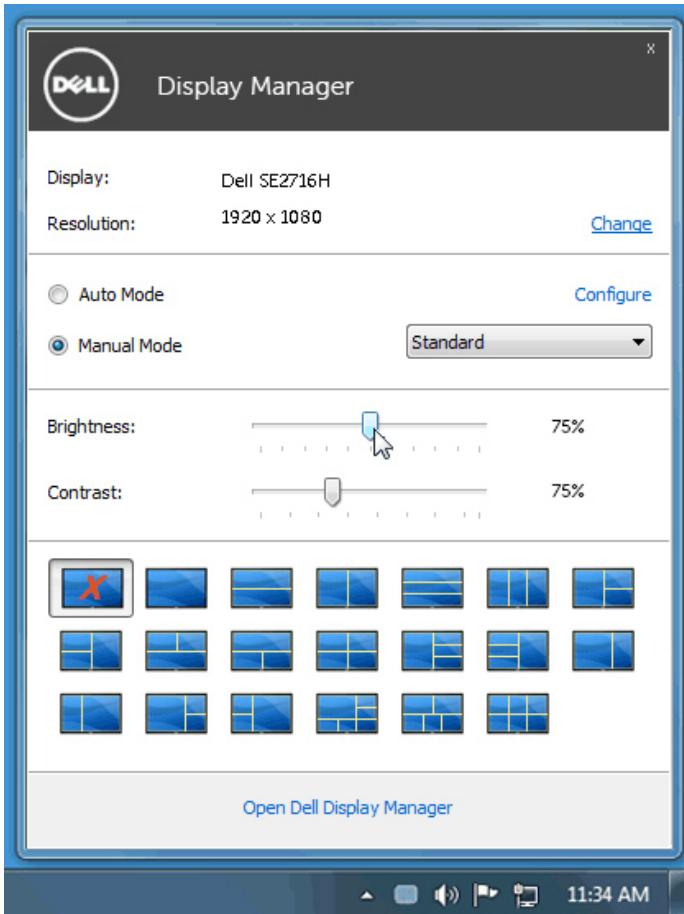 x
DELL
Display Manager
Display: Dell SE2716H
Resolution: 1920 x 1080 Change
Auto Mode Configure
Manual Mode Standard
Brightness: 75%
Contrast: 75%
Open Dell Display Manager
11:34 AM